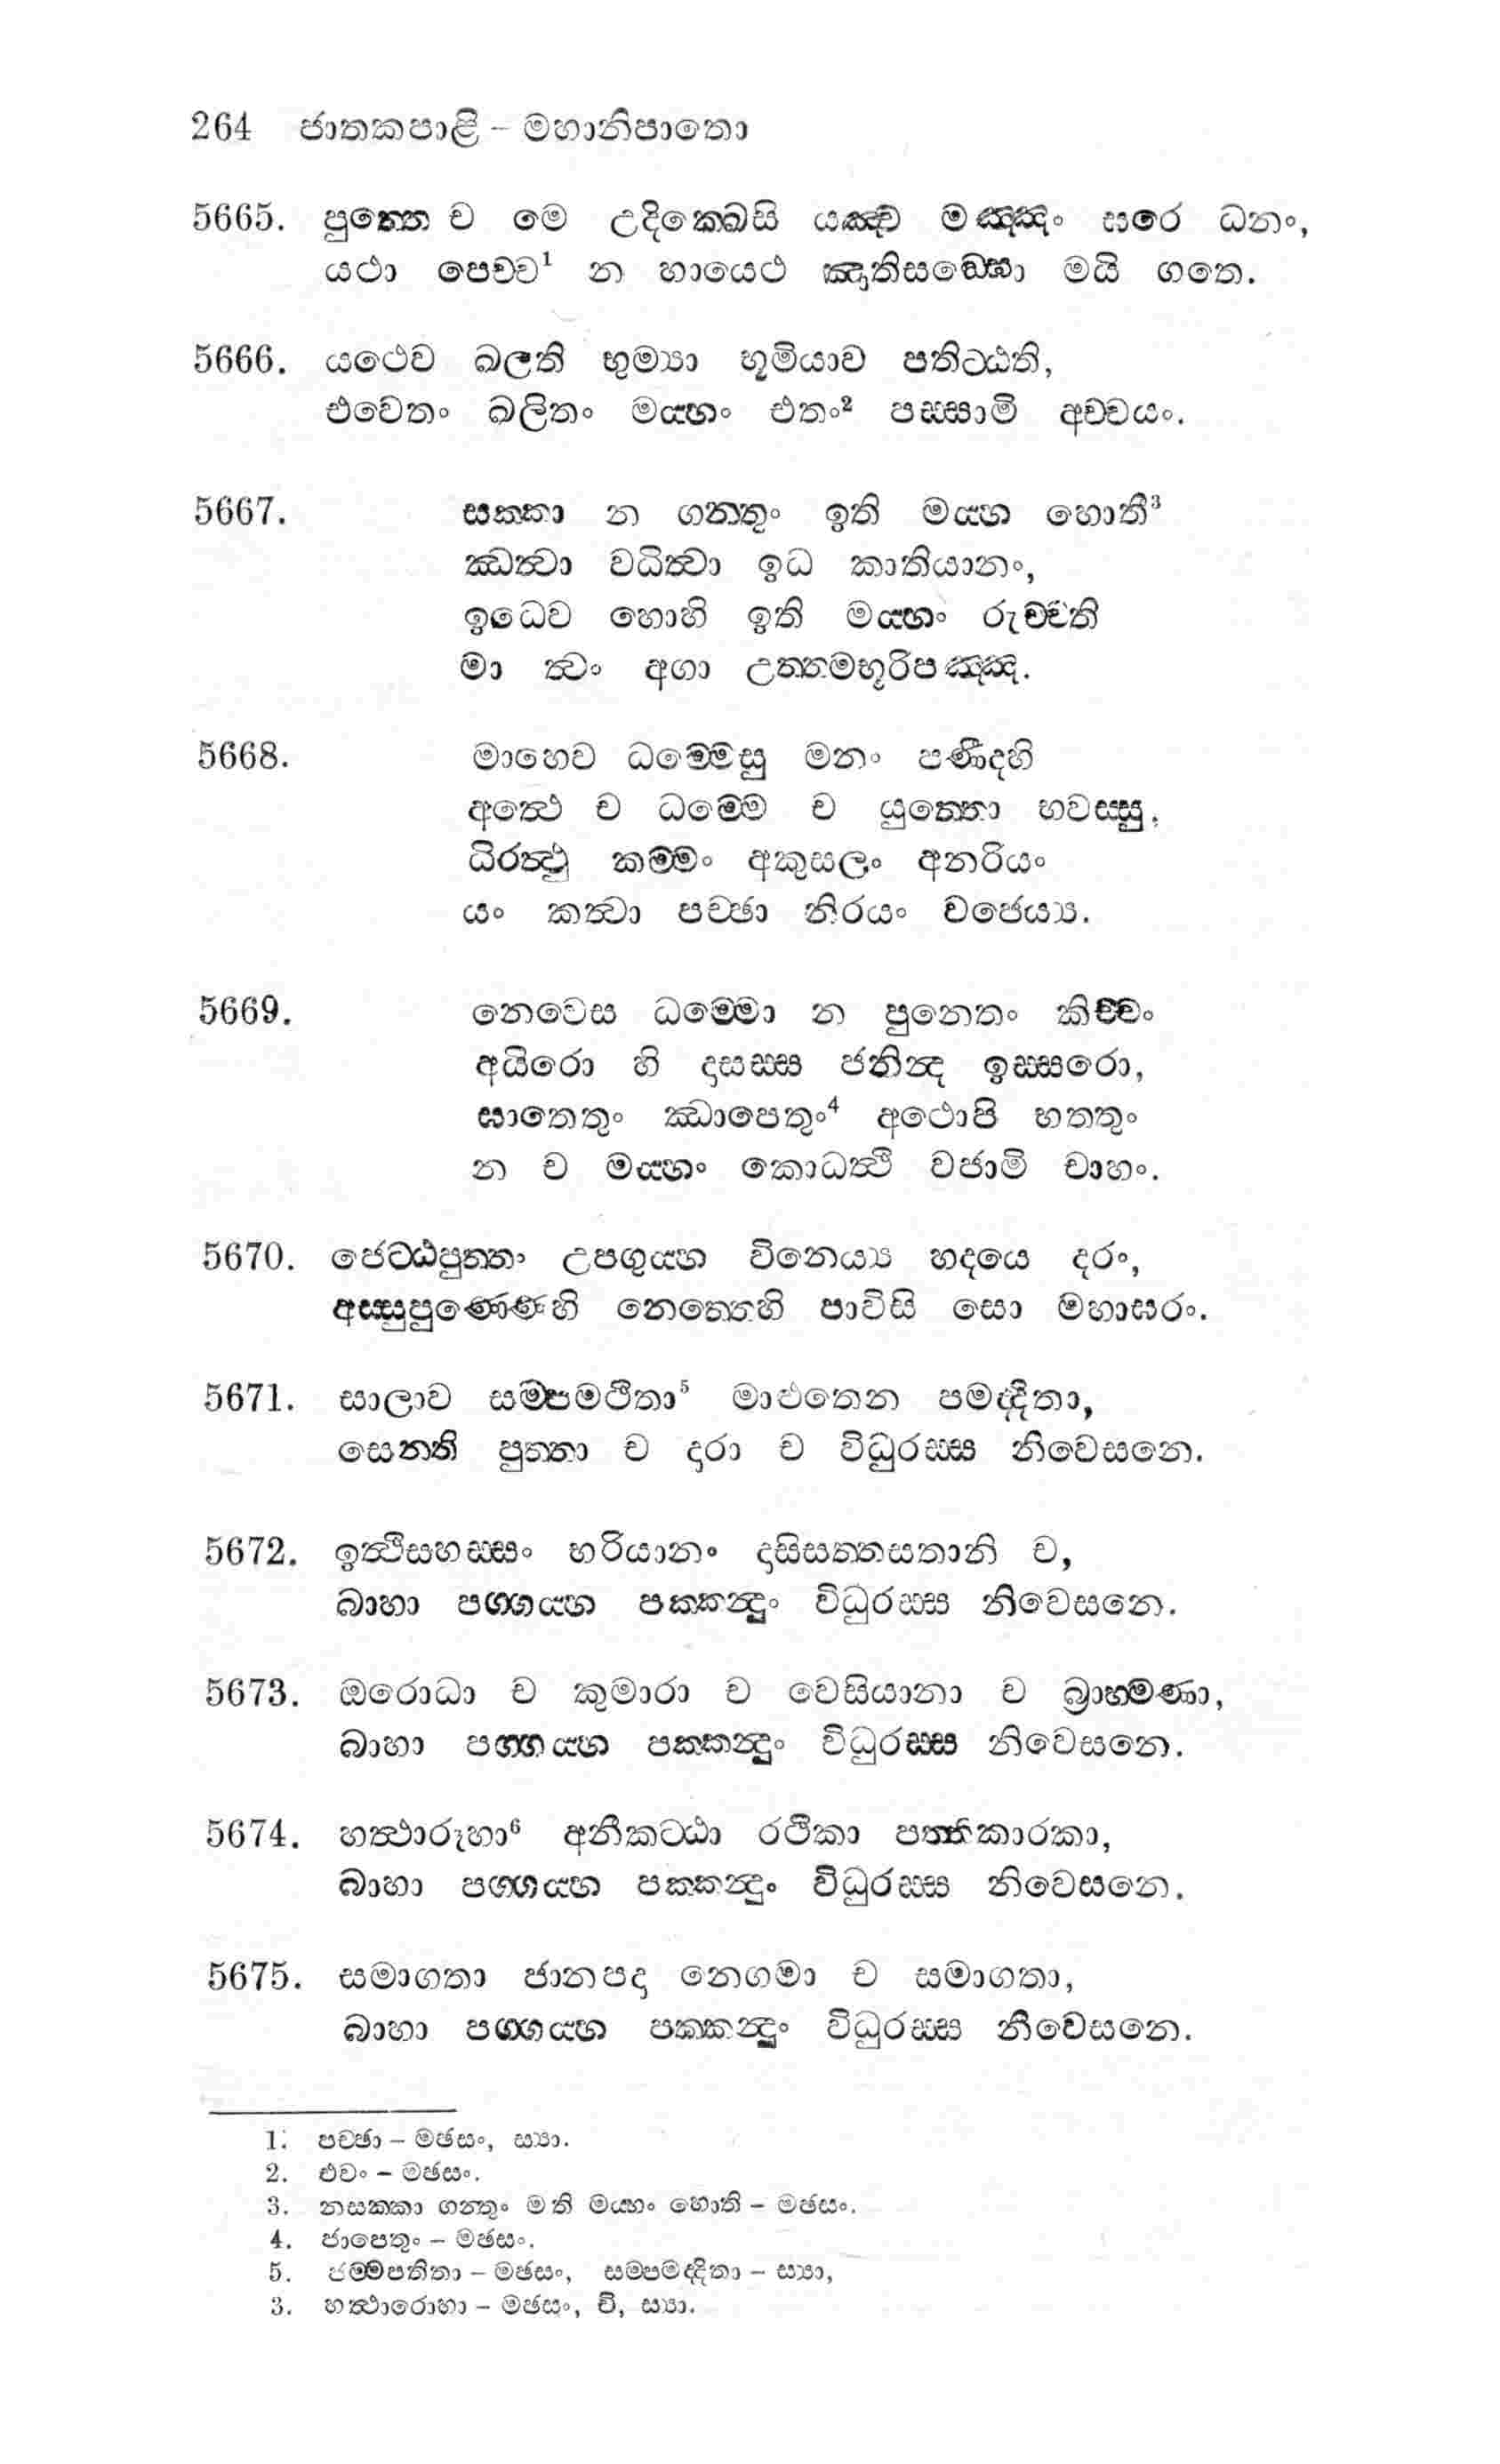 264 ජාතකපාළි - මහානිපාතො
5665. පුත්තෙ ච මෙ උදික්ඛෙසි යඤ්ච මඤ්ඤං ඝරෙ ධනං,
යථා පෙච්ච¹ න හායෙථ ඤාතිසඞ්ඝො මයි ගතෙ.
5666. යථෙව ඛලති භුම්‍යා භූමියාව පතිට්ඨති,
එවෙතං ඛලිතං මය්හං එතං² පස්සාමි අච්චයං.
5667. සක්කා න ගන්තුං ඉති මය්හ හොති³
ඣත්වා වධිත්වා ඉධ කාතියානං,
ඉධෙව හොහි ඉති මය්හං රුච්චති
මා ත්වං අගා උත්තමභූරිපඤ්ඤ.
5668. මාහෙව ධම්මෙසු මනං පණීදහි
අත්ථෙ ච ධම්මෙ ච යුත්තො භවස්සු,
ධිරත්ථු කම්මං අකුසලං අනරියං
යං කත්වා පච්ඡා නිරයං වජෙය්‍ය.
5669. නෙවෙස ධම්මො න පුනෙතං කිච්චං
අයිරො හි දාසස්ස ජනින්ද ඉස්සරො,
ඝාතෙතුං ඣාපෙතුං⁴ අථොපි හතතුං
න ච මය්හං කොධත්ථි වජාමි චාහං.
5670. ජෙට්ඨපුත්තං උපගුය්හ විනෙය්‍ය හදයෙ දරං,
අස්සුපුණ්ණෙහි නෙත්තෙහි පාවිසි සො මහාඝරං.
5671. සාලාව සම්පමථිතා⁵ මාළුතෙන පමද්දිතා,
සෙන්ති පුත්තා ච දාරා ච විධුරස්ස නිවෙසනෙ.
5672. ඉත්ථිසහස්සං භරියානං දාසිසත්තසතානි ච,
බාහා පග්ගය්හ පක්කන්දුං විධුරස්ස නිවෙසනෙ.
5673. ඔරොධා ච කුමාරා ච වෙසියානා ච බ්‍රාහ්මණා,
බාහා පග්ගය්හ පක්කන්දුං විධුරස්ස නිවෙසනෙ.
5674. හත්ථාරූහා⁶ අනීකට්ඨා රථිකා පත්තිකාරකා,
බාහා පග්ගය්හ පක්කන්දුං විධුරස්ස නිවෙසනෙ.
5675. සමාගතා ජානපදා නෙගමා ච සමාගතා,
බාහා පග්ගය්හ පක්කන්දුං විධුරස්ස නිවෙසනෙ.
1. පච්ඡා - මඡසං, ස්‍යා.
2. එවං - මඡසං.
3. නසක්කා ගන්තුං මති මය්හං හොති - මඡසං.
4. ජාපෙතුං - මඡසං.
5. ජම්මපතිතා - මඡසං, සම්පමද්දිතා - ස්‍යා,
3. හත්ථාරොහා - මඡසං, වි, ස්‍යා.